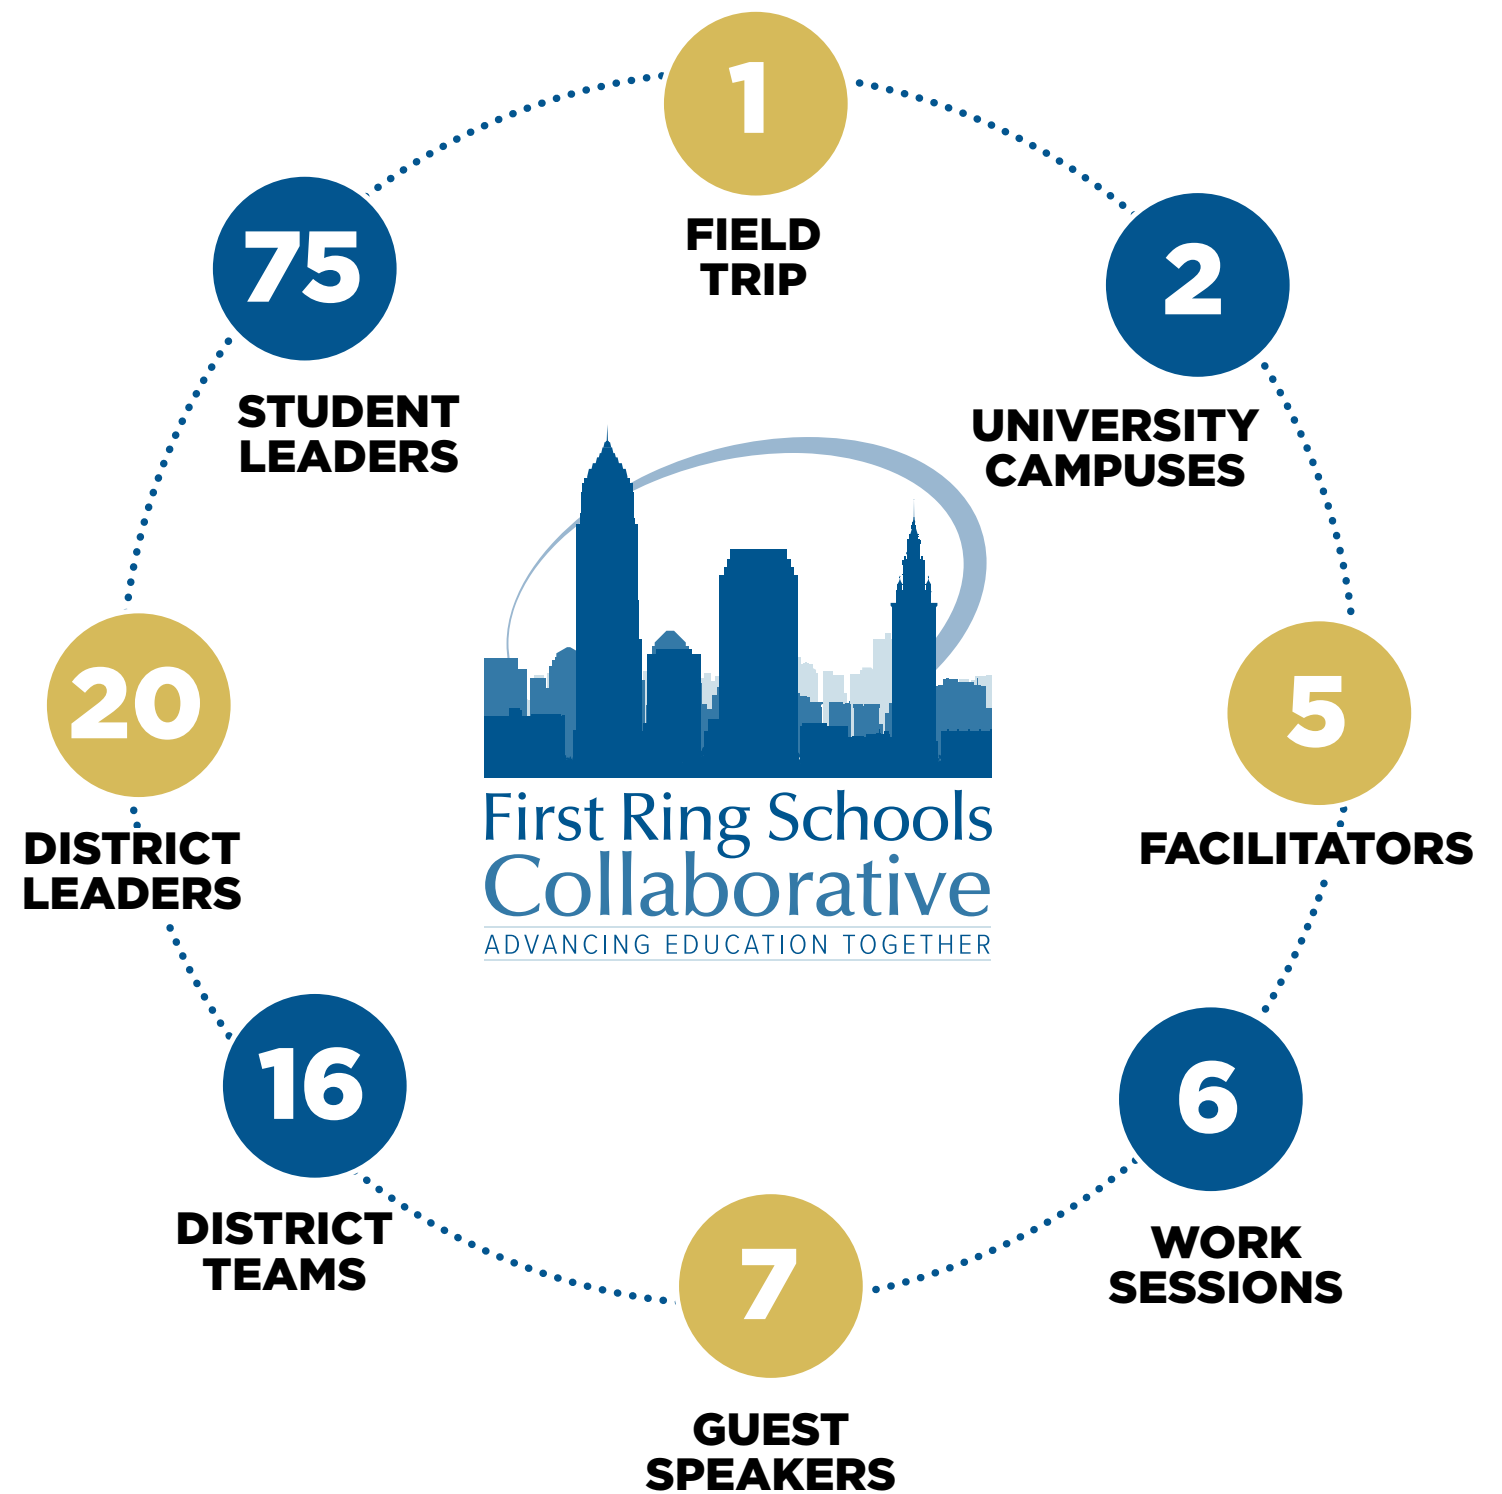 1
FIELD
TRIP
2
UNIVERSITY
CAMPUSES
5
FACILITATORS
6
WORK
SESSIONS
7
GUEST
SPEAKERS
16
DISTRICT
TEAMS
20
DISTRICT
LEADERS
75
STUDENT
LEADERS
First Ring Schools
Collaborative
ADVANCING EDUCATION TOGETHER